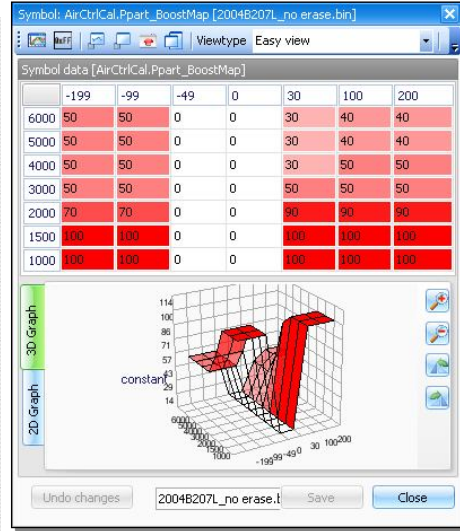 Symbol: AirCtrlCal.Ppart_BoostMap [2004B207L_no erase.bin]
0xFF Viewtype Easy view
Symbol data [AirCtrlCal.Ppart_BoostMap]
-199 -99 -49 0 30 100 200
6000 50 50 0 0 30 40 40
5000 50 50 0 0 30 40 40
4000 50 50 0 0 30 50 50
3000 50 50 0 0 50 50 50
2000 70 70 0 0 90 90 90
1500 100 100 0 0 100 100 100
1000 100 100 0 0 100 100 100
3D Graph
2D Graph
114
100
86
71
57
43
29
14
constant
6000
5000
4000
3000
2000
1500
1000
-199 -99 -49 0 30 100 200
Undo changes 2004B207L_no erase.b Save Close